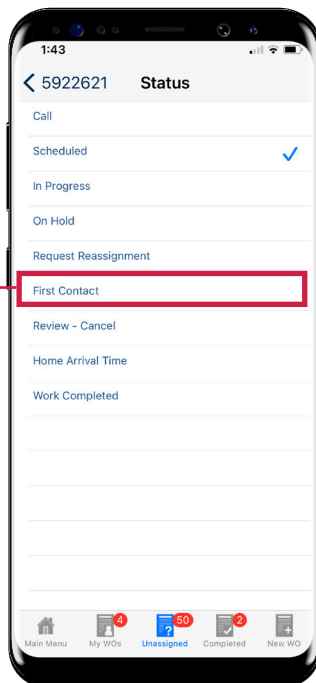 1:43
5922621 Status
Call
Scheduled
In Progress
On Hold
Request Reassignment
First Contact
Review - Cancel
Home Arrival Time
Work Completed
4 50 2
Main Menu My WOs Unassigned Completed New WO